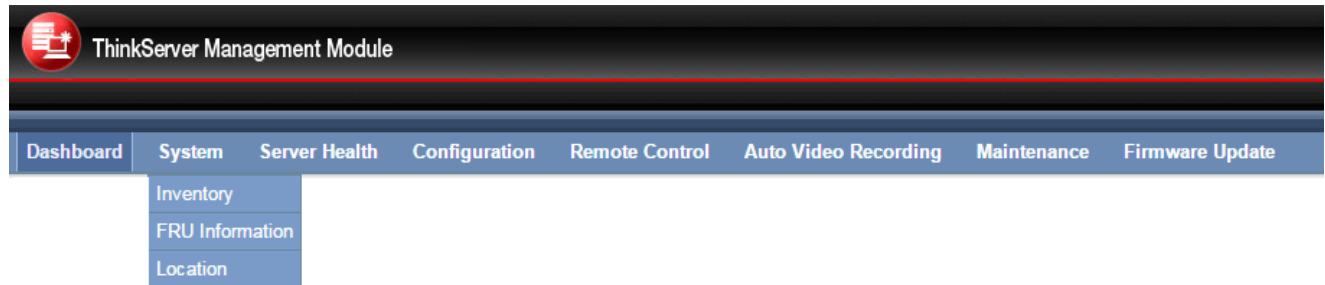 ThinkServer Management Module
Dashboard System Server Health Configuration Remote Control Auto Video Recording Maintenance Firmware Update
Inventory
FRU Information
Location